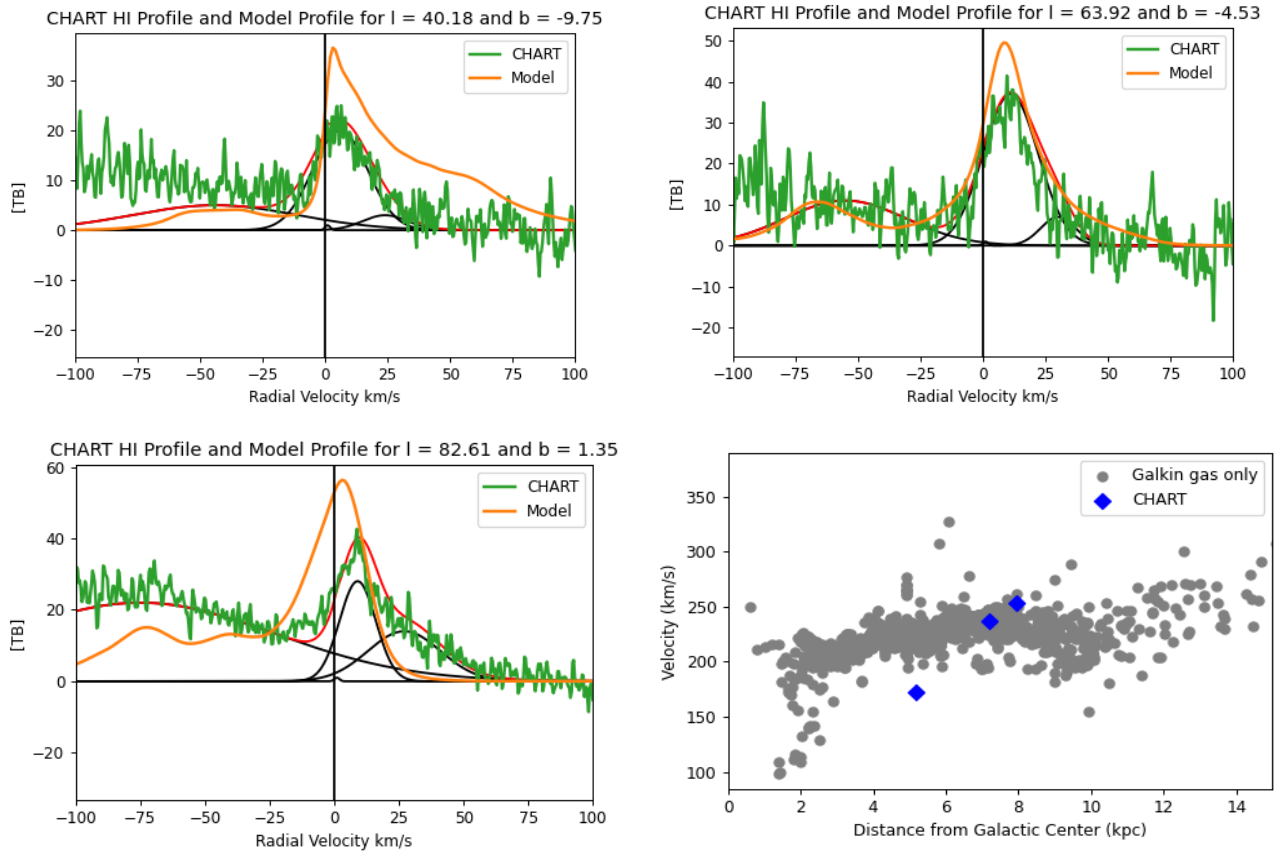 CHART HI Profile and Model Profile for l = 40.18 and b = -9.75
CHART
Model
[TB]
30
20
10
0
−10
−20
−100 −75 −50 −25 0 25 50 75 100
Radial Velocity km/s
CHART HI Profile and Model Profile for l = 63.92 and b = -4.53
CHART
Model
[TB]
50
40
30
20
10
0
−10
−20
−100 −75 −50 −25 0 25 50 75 100
Radial Velocity km/s
CHART HI Profile and Model Profile for l = 82.61 and b = 1.35
CHART
Model
[TB]
60
40
20
0
−20
−100 −75 −50 −25 0 25 50 75 100
Radial Velocity km/s
Galkin gas only
CHART
Velocity (km/s)
350
300
250
200
150
100
0 2 4 6 8 10 12 14
Distance from Galactic Center (kpc)